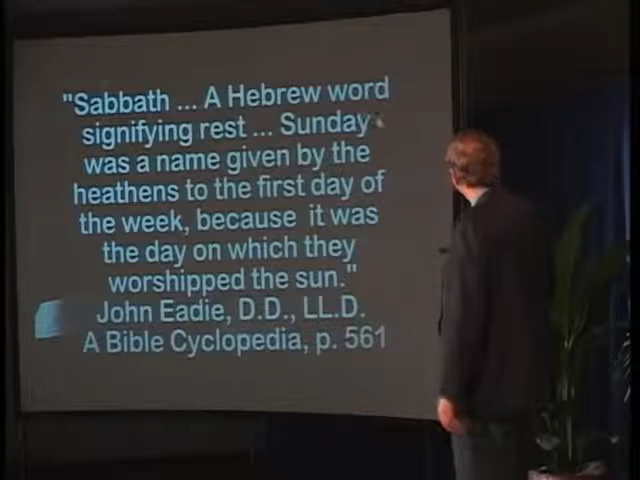 "Sabbath ... A Hebrew word
signifying rest ... Sunday
was a name given by the
heathens to the first day of
the week, because it was
the day on which they
worshipped the sun."
John Eadie, D.D., LL.D.
A Bible Cyclopedia, p. 561